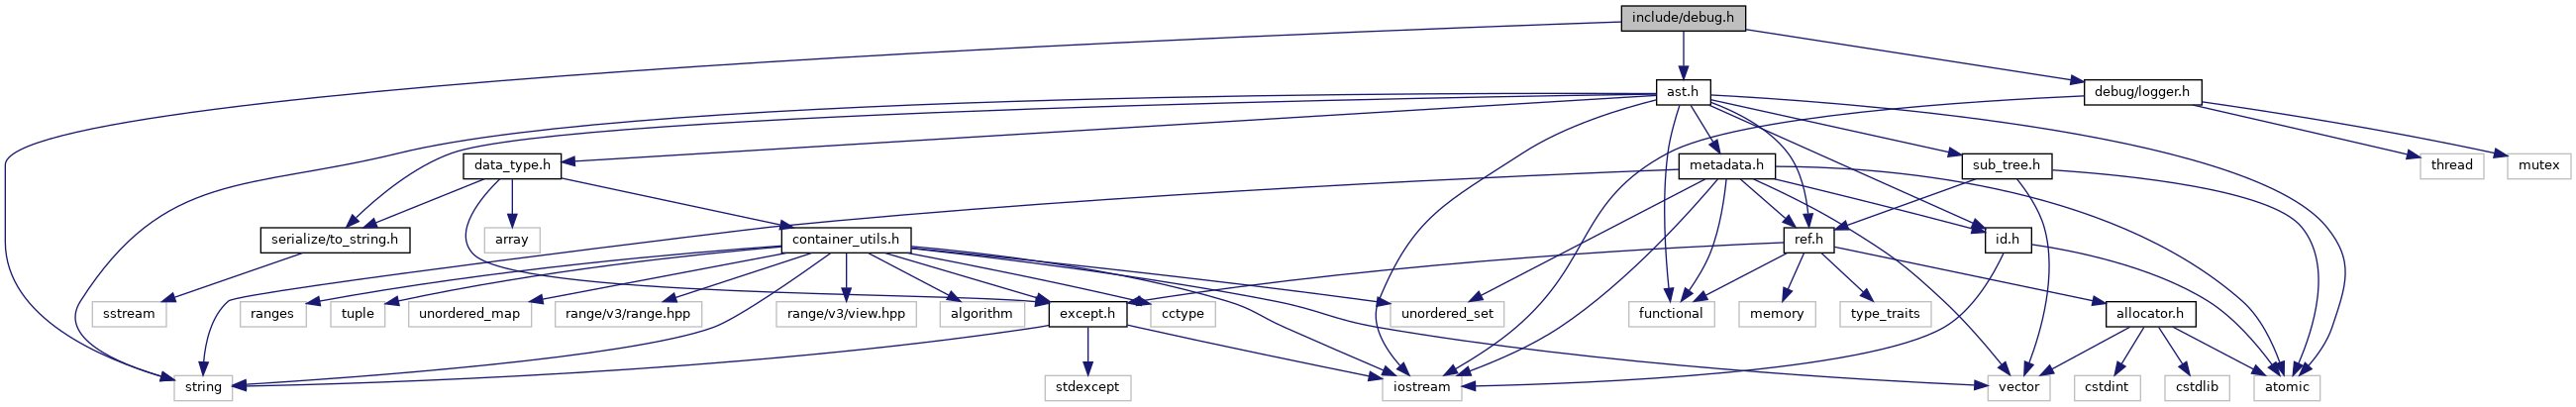 include/debug.h
ast.h
debug/logger.h
data_type.h
metadata.h
sub_tree.h
thread
mutex
serialize/to_string.h
array
container_utils.h
ref.h
id.h
sstream
ranges
tuple
unordered_map
range/v3/range.hpp
range/v3/view.hpp
algorithm
except.h
cctype
unordered_set
functional
memory
type_traits
allocator.h
string
stdexcept
iostream
vector
cstdint
cstdlib
atomic